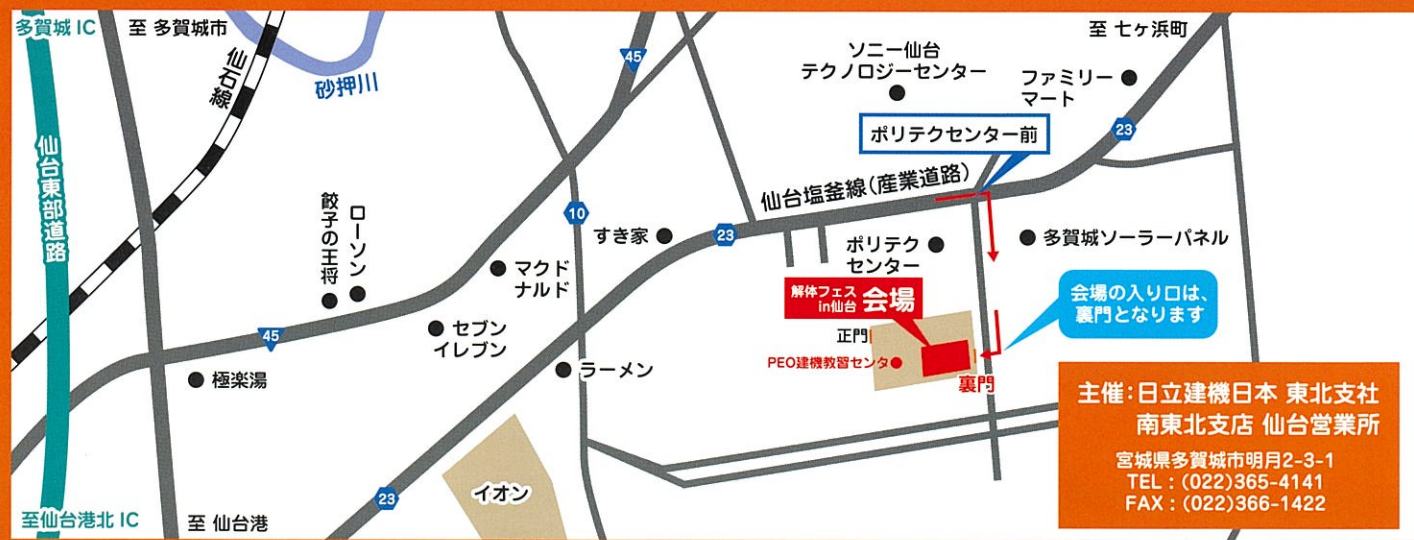 多賀城 IC
至 多賀城市
仙石線
砂押川
45
ソニー仙台
テクノロジーセンター
至 七ヶ浜町
ファミリー
マート
23
ポリテクセンター前
仙台塩釜線(産業道路)
仙台東部道路
餃子の王将
ローソン
10
すき家
23
ポリテク
センター
多賀城ソーラーパネル
マクド
ナルド
解体フェス
in仙台
会場
会場の入り口は、
裏門となります
45
セブン
イレブン
正門
PEO建機教習センタ
裏門
極楽湯
ラーメン
主催:日立建機日本 東北支社
南東北支店 仙台営業所
宮城県多賀城市明月2-3-1
TEL : (022)365-4141
FAX : (022)366-1422
23
イオン
至仙台港北 IC
至 仙台港